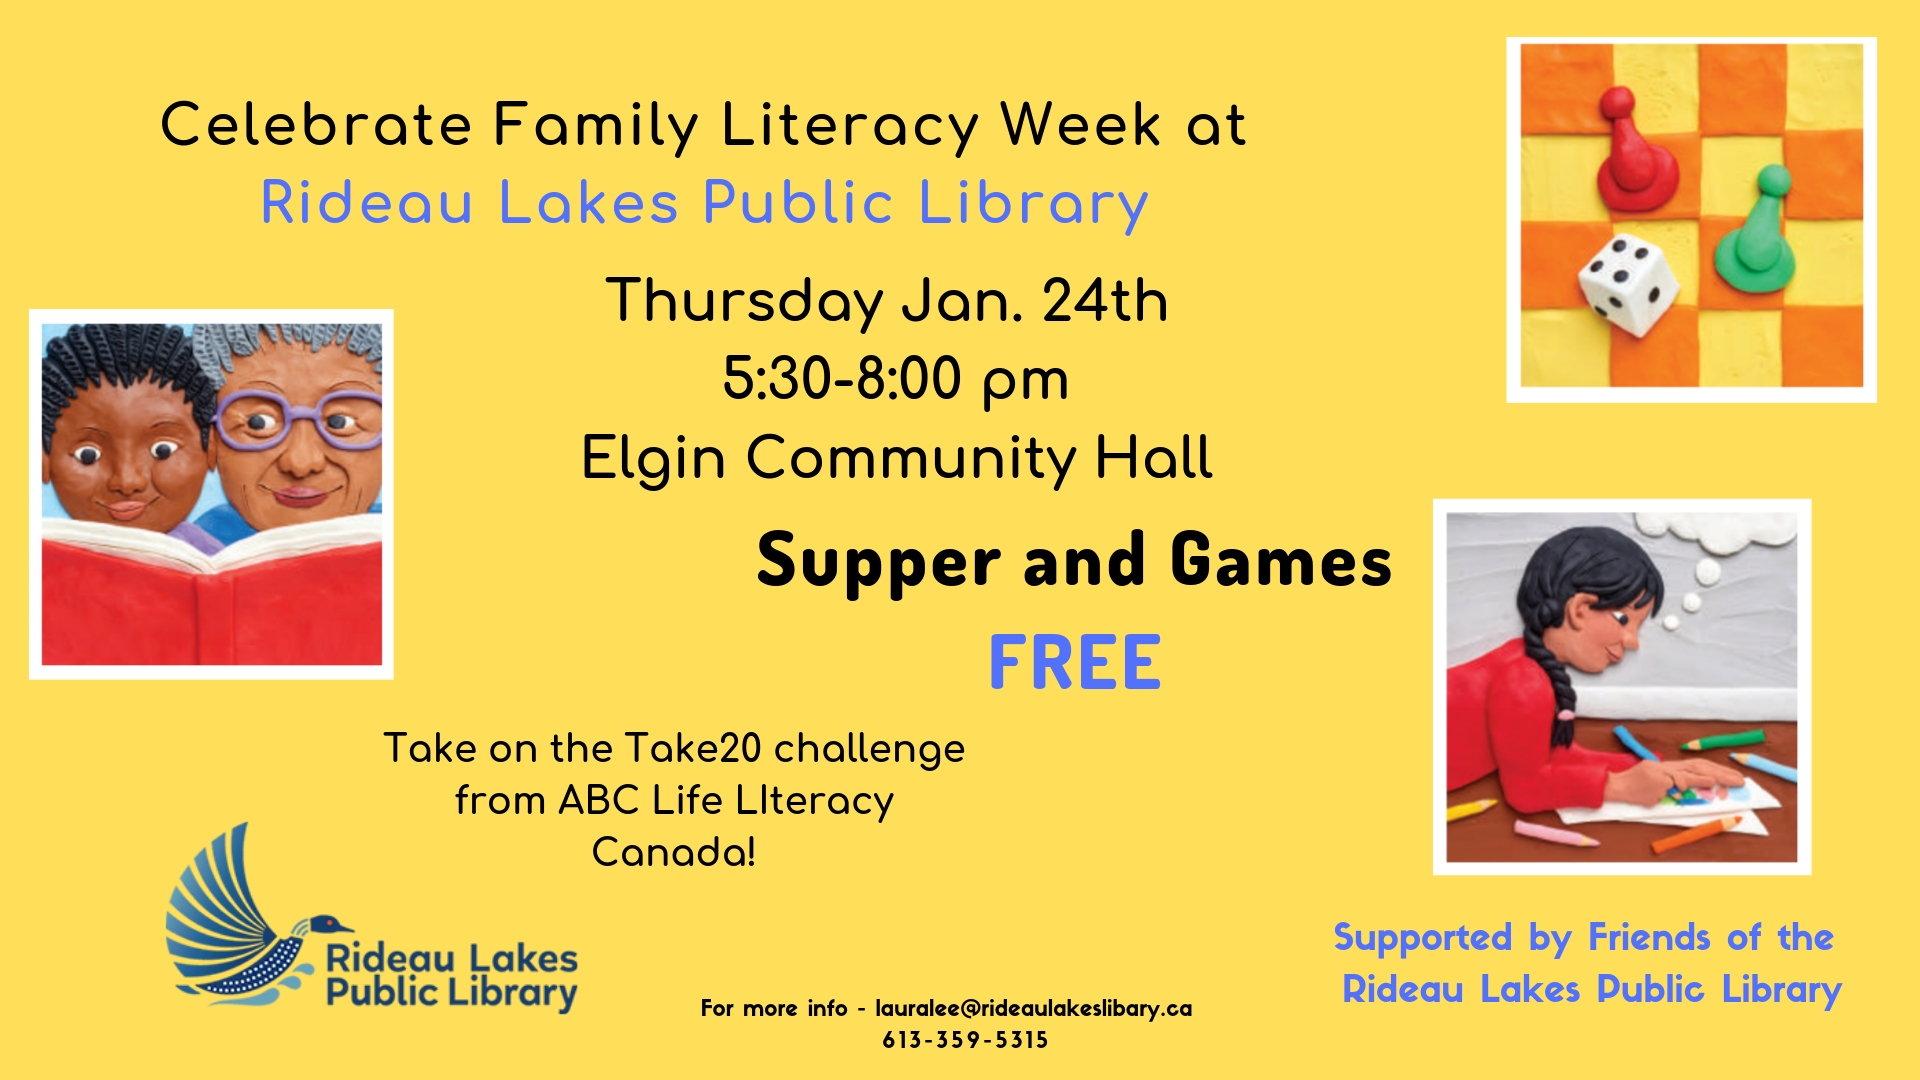 Celebrate Family Literacy Week at
Rideau Lakes Public Library
Thursday Jan. 24th
5:30-8:00 pm
Elgin Community Hall
Supper and Games
FREE
Take on the Take20 challenge
from ABC Life LIteracy
Canada!
Rideau Lakes
Public Library
For more info - lauralee@rideaulakeslibary.ca
613-359-5315
Supported by Friends of the
Rideau Lakes Public Library